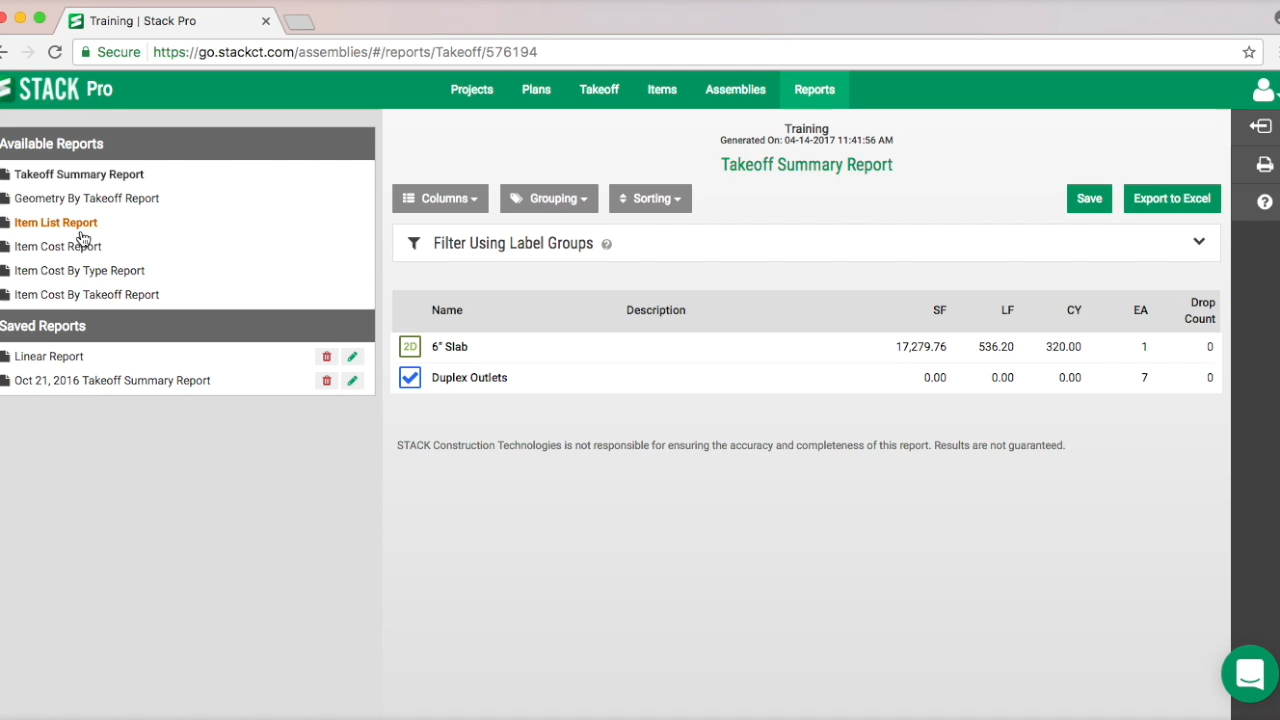 Training | Stack Pro
Secure https://go.stackct.com/assemblies/#/reports/Takeoff/576194
STACK Pro
Projects Plans Takeoff Items Assemblies Reports
Available Reports
Takeoff Summary Report
Geometry By Takeoff Report
Item List Report
Item Cost Report
Item Cost By Type Report
Item Cost By Takeoff Report
Saved Reports
Linear Report
Oct 21, 2016 Takeoff Summary Report
Training
Generated On: 04-14-2017 11:41:56 AM
Takeoff Summary Report
Columns Grouping Sorting Save Export to Excel
Filter Using Label Groups ?
Name Description SF LF CY EA Drop Count
2D 6" Slab 17,279.76 536.20 320.00 1 0
Duplex Outlets 0.00 0.00 0.00 7 0
STACK Construction Technologies is not responsible for ensuring the accuracy and completeness of this report. Results are not guaranteed.